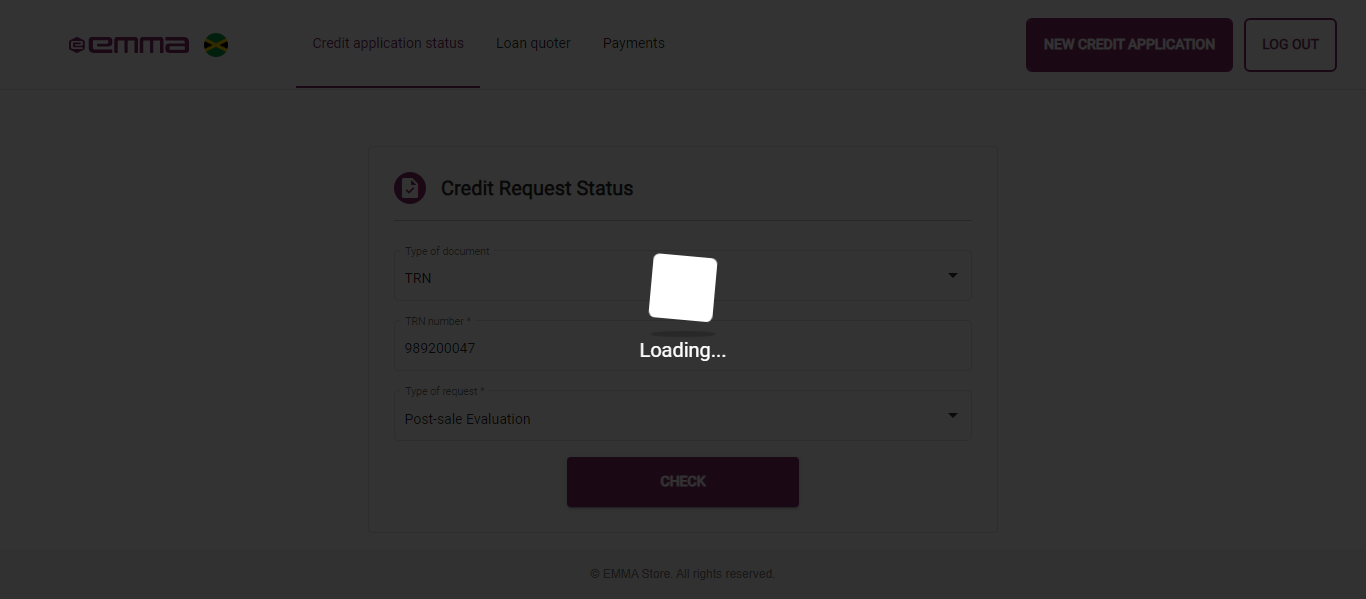 emma
Credit application status
Loan quoter
Payments
NEW CREDIT APPLICATION
LOG OUT
Credit Request Status
Type of document
TRN
TRN number *
989200047
Loading...
Type of request *
Post-sale Evaluation
CHECK
© EMMA Store. All rights reserved.